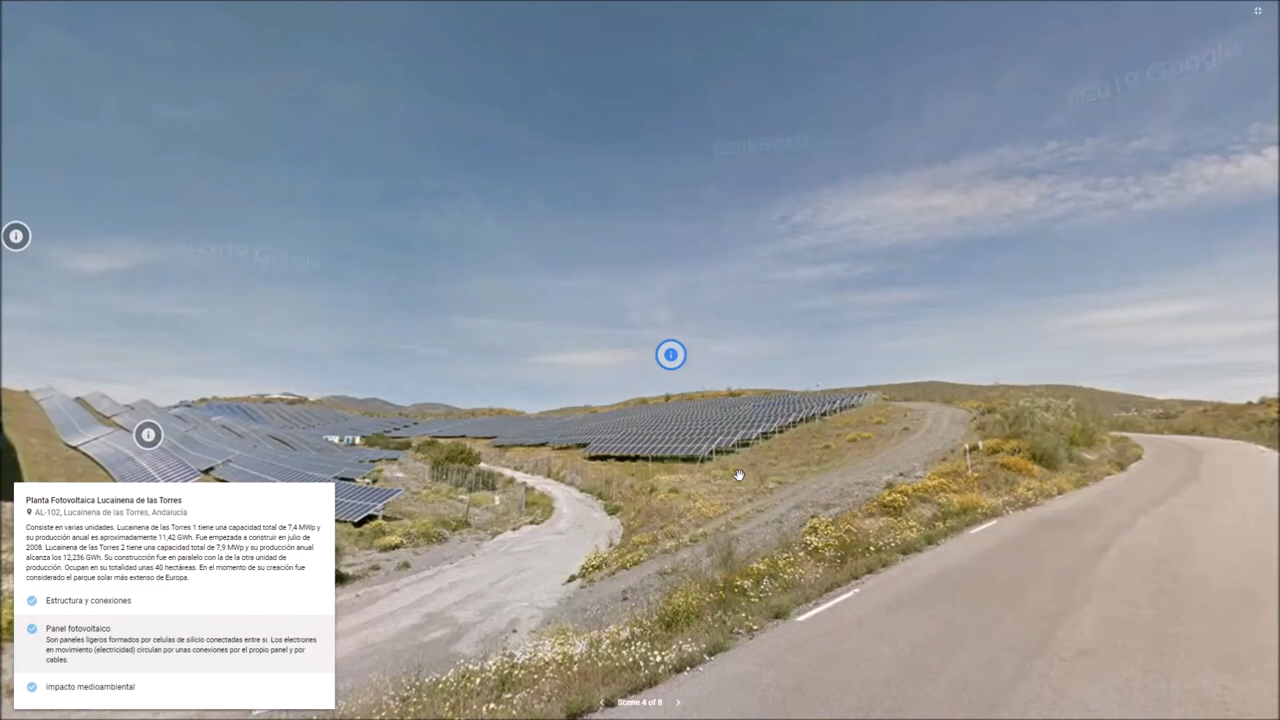 ©2019 Google
©2019 Google
©2019 Google
Planta Fotovoltaica Lucainena de las Torres
AL-102, Lucainena de las Torres, Andalucía
Consiste en varias unidades. Lucainena de las Torres 1 tiene una capacidad total de 7,4 MWp y
su producción anual es aproximadamente 11,42 GWh. Fue empezada a construir en julio de
2008. Lucainena de las Torres 2 tiene una capacidad total de 7,9 MWp y su producción anual
alcanza los 12,236 GWh. Su construcción fue en paralelo con la de la otra unidad de
producción. Ocupan en su totalidad unas 40 hectáreas. En el momento de su creación fue
considerado el parque solar más extenso de Europa.
Estructura y conexiones
Panel fotovoltaico
Son paneles ligeros formados por celulas de silicio conectadas entre si. Los electrones
en movimiento (electricidad) circulan por unas conexiones por el propio panel y por
cables.
impacto medioambiental
Scene 4 of 8